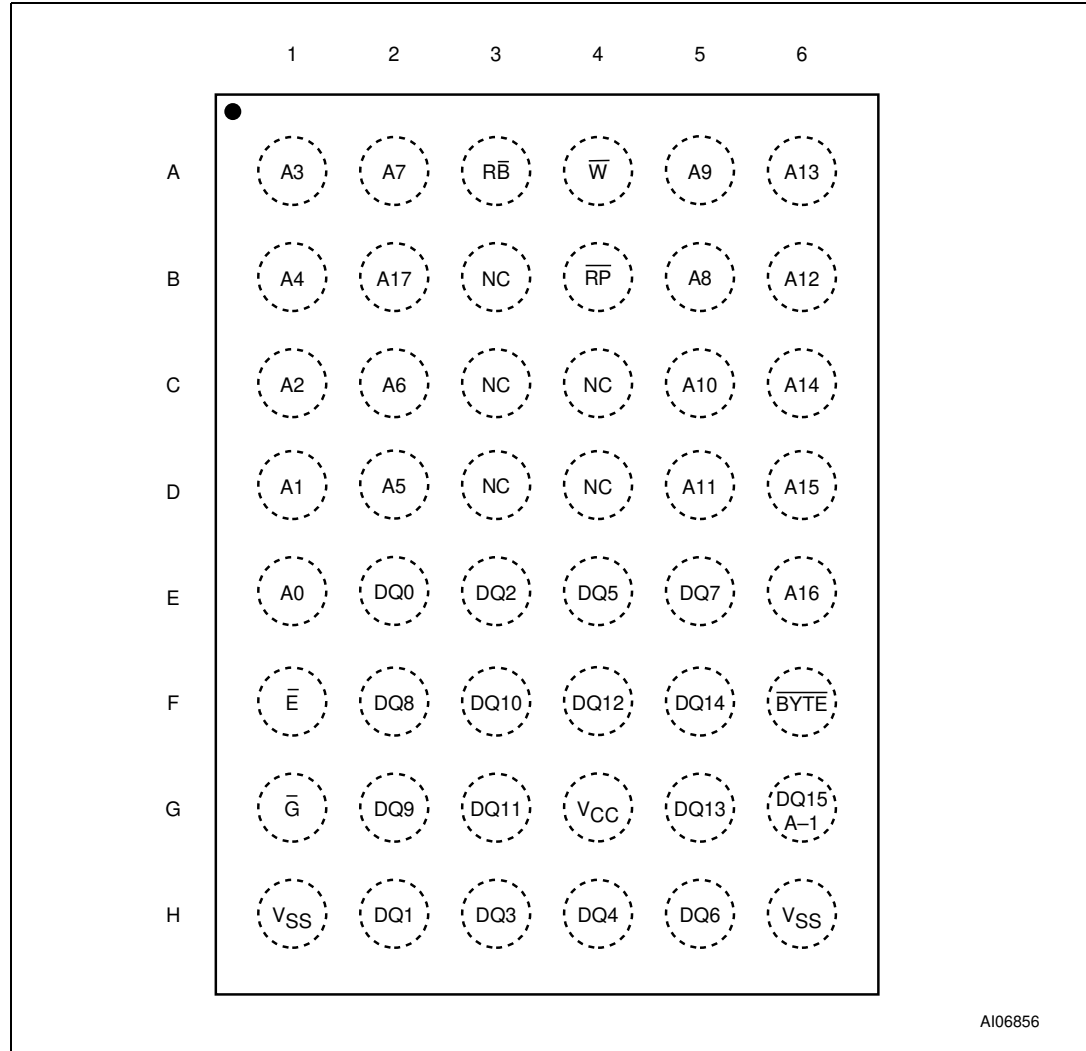 1 2 3 4 5 6
A A3 A7 RB̅ W̅ A9 A13
B A4 A17 NC R̅P̅ A8 A12
C A2 A6 NC NC A10 A14
D A1 A5 NC NC A11 A15
E A0 DQ0 DQ2 DQ5 DQ7 A16
F E̅ DQ8 DQ10 DQ12 DQ14 B̅Y̅T̅E̅
G G̅ DQ9 DQ11 VCC DQ13 DQ15
A–1
H VSS DQ1 DQ3 DQ4 DQ6 VSS
AI06856